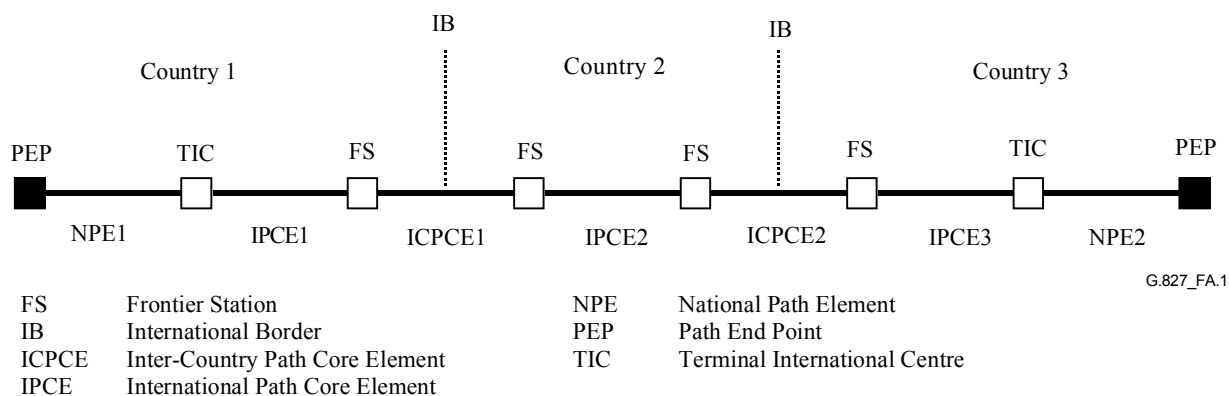 IB IB
Country 1 Country 2 Country 3
PEP TIC FS FS FS FS TIC PEP
NPE1 IPCE1 ICPCE1 IPCE2 ICPCE2 IPCE3 NPE2
G.827_FA.1
FS Frontier Station NPE National Path Element
IB International Border PEP Path End Point
ICPCE Inter-Country Path Core Element TIC Terminal International Centre
IPCE International Path Core Element